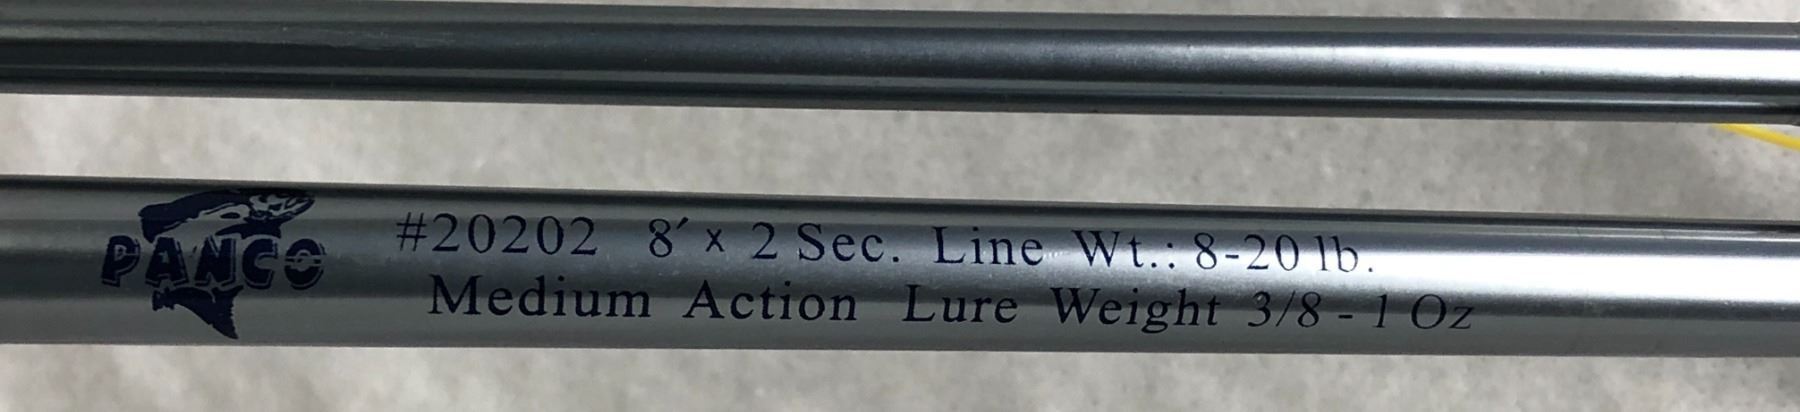 PANCO
#20202 8′ x 2 Sec. Line Wt.: 8-20 lb.
Medium Action Lure Weight 3/8 - 1 Oz